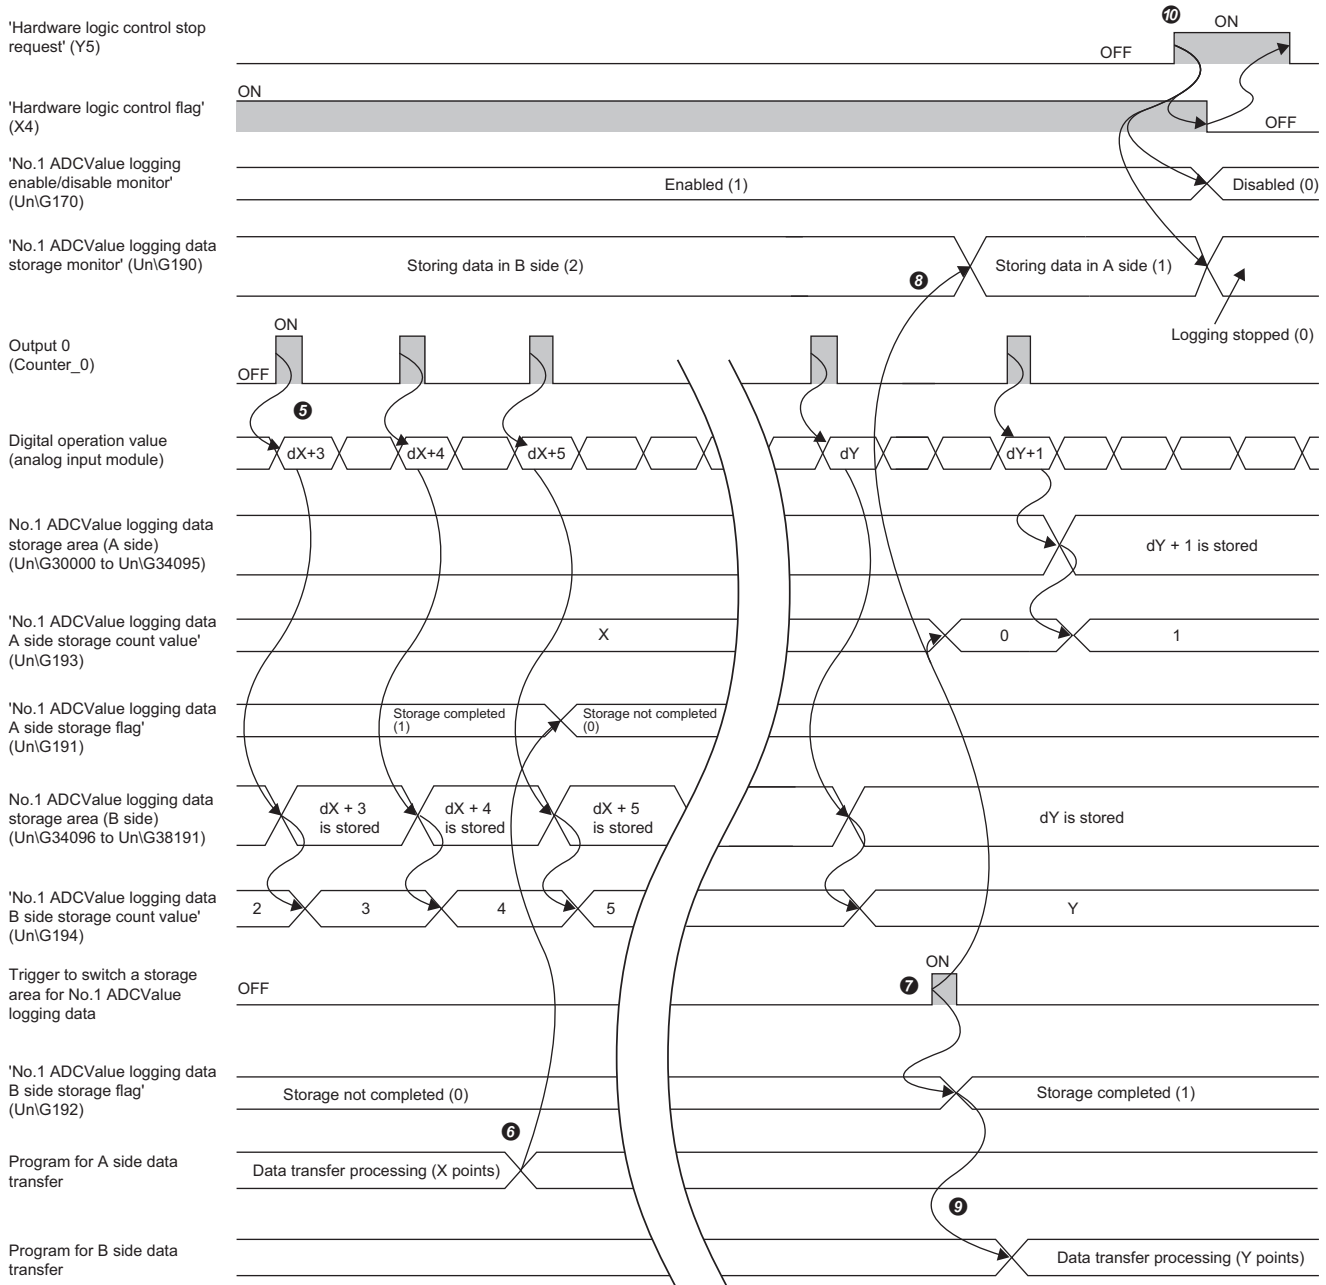 'Hardware logic control stop
request' (Y5)
❿
ON
OFF
'Hardware logic control flag'
(X4)
ON
OFF
'No.1 ADCValue logging
enable/disable monitor'
(Un\G170)
Enabled (1)
Disabled (0)
'No.1 ADCValue logging data
storage monitor' (Un\G190)
Storing data in B side (2)
❽
Storing data in A side (1)
Logging stopped (0)
Output 0
(Counter_0)
ON
OFF
❺
Digital operation value
(analog input module)
dX+3
dX+4
dX+5
dY
dY+1
No.1 ADCValue logging data
storage area (A side)
(Un\G30000 to Un\G34095)
dY + 1 is stored
'No.1 ADCValue logging data
A side storage count value'
(Un\G193)
X
0
1
'No.1 ADCValue logging data
A side storage flag'
(Un\G191)
Storage completed
(1)
Storage not completed
(0)
No.1 ADCValue logging data
storage area (B side)
(Un\G34096 to Un\G38191)
dX + 3
is stored
dX + 4
is stored
dX + 5
is stored
dY is stored
'No.1 ADCValue logging data
B side storage count value'
(Un\G194)
2
3
4
5
Y
Trigger to switch a storage
area for No.1 ADCValue
logging data
OFF
❼
ON
'No.1 ADCValue logging data
B side storage flag'
(Un\G192)
Storage not completed (0)
Storage completed (1)
❻
Program for A side data
transfer
Data transfer processing (X points)
❾
Program for B side data
transfer
Data transfer processing (Y points)